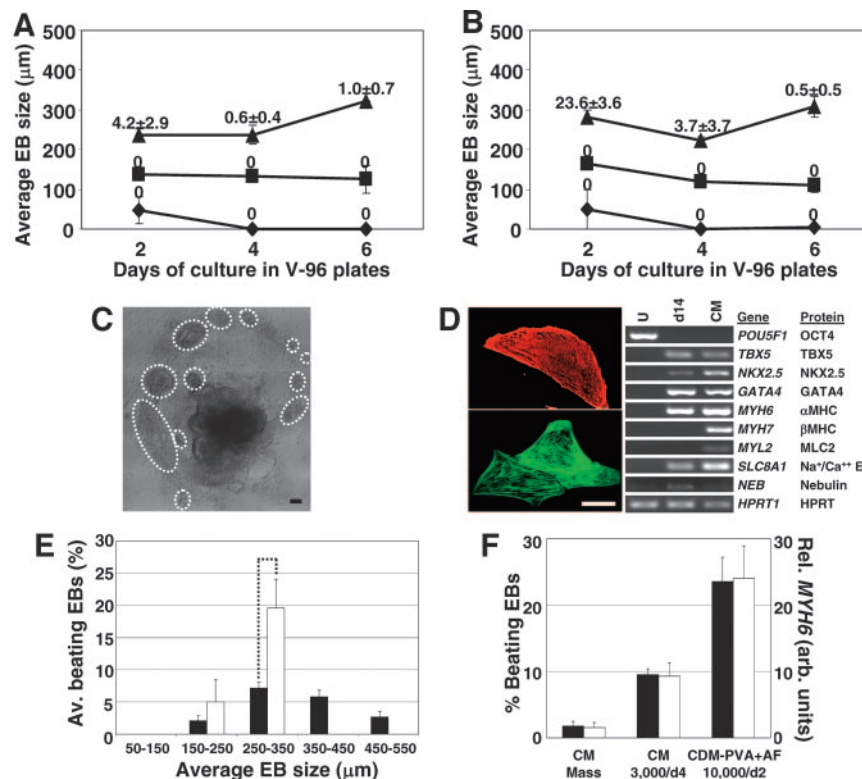 A
500
400
300
200
100
0
Average EB size (μm)
4.2±2.9
0.6±0.4
1.0±0.7
0
0
0
0
0
0
2
4
6
Days of culture in V-96 plates
B
500
400
300
200
100
0
Average EB size (μm)
23.6±3.6
3.7±3.7
0.5±0.5
0
0
0
0
0
0
2
4
6
Days of culture in V-96 plates
C
D
U
d14
CM
Gene Protein
POU5F1 OCT4
TBX5 TBX5
NKX2.5 NKX2.5
GATA4 GATA4
MYH6 αMHC
MYH7 βMHC
MYL2 MLC2
SLC8A1 Na⁺/Ca⁺⁺ E
NEB Nebulin
HPRT1 HPRT
E
30
25
20
15
10
5
0
Av. beating EBs (%)
50-150 150-250 250-350 350-450 450-550
Average EB size (μm)
F
30
20
10
0
% Beating EBs
30
20
10
0
Rel. MYH6 (arb. units)
CM Mass
CM 3,000/d4
CDM-PVA+AF 10,000/d2